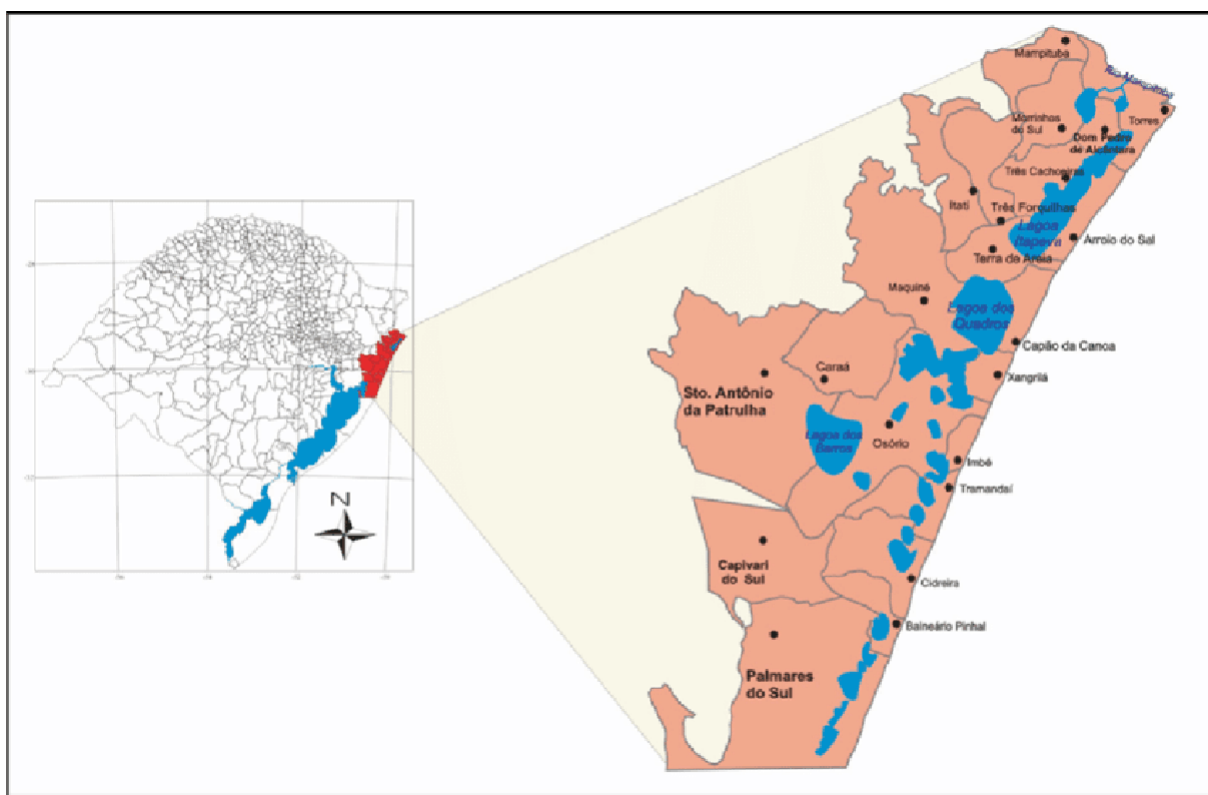 Mampituba
Rio Mampituba
Torres
Morrinhos
do Sul
Dom Pedro
de Alcântara
Três Cachoeiras
Itati
Três Forquilhas
Lagoa
Itapeva
Arroio do Sal
Terra de Areia
Maquiné
Lagoa dos
Quadros
Capão da Canoa
Caraá
Xangrilá
Sto. Antônio
da Patrulha
Lagoa dos
Barros
Osório
Imbé
Tramandaí
Capivari
do Sul
Cidreira
Balneário Pinhal
Palmares
do Sul
N